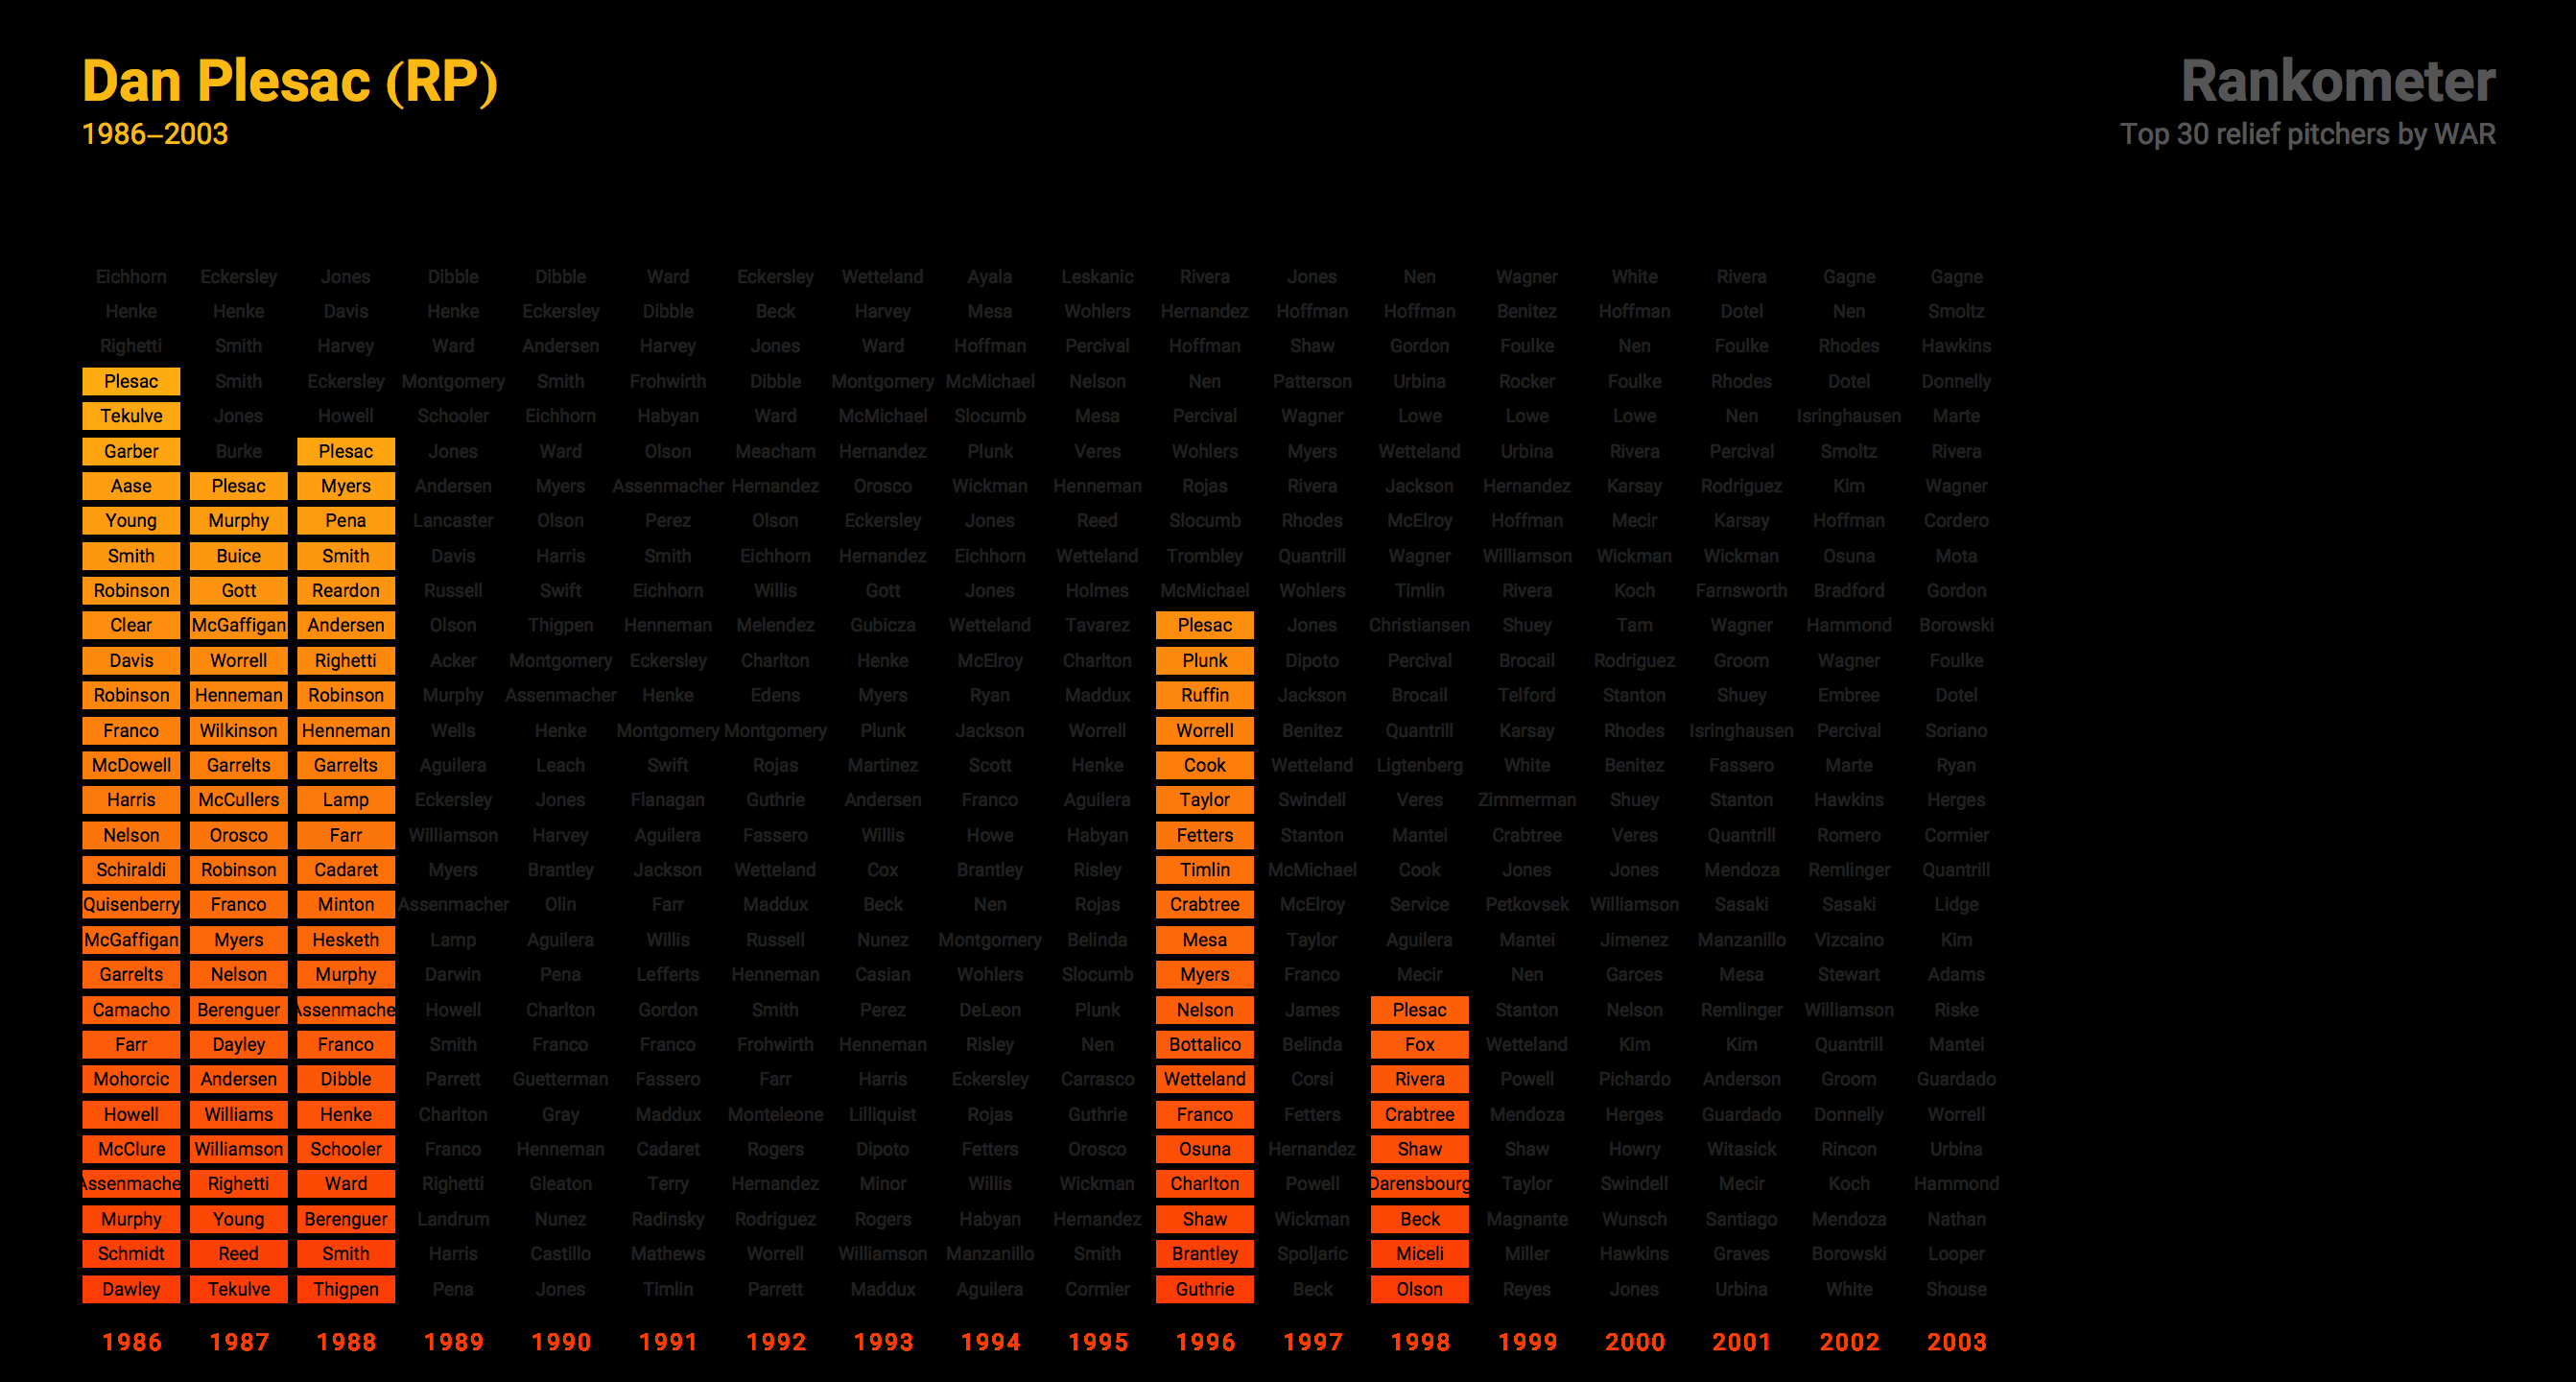 Dan Plesac (RP)
1986–2003
Rankometer
Top 30 relief pitchers by WAR
Eichhorn Eckersley Jones Dibble Dibble Ward Eckersley Wetteland Ayala Leskanic Rivera Jones Nen Wagner White Rivera Gagne Gagne
Henke Henke Davis Henke Eckersley Dibble Beck Harvey Mesa Wohlers Hernandez Hoffman Hoffman Benitez Hoffman Dotel Nen Smoltz
Righetti Smith Harvey Ward Andersen Harvey Jones Ward Hoffman Percival Hoffman Shaw Gordon Foulke Nen Foulke Rhodes Hawkins
Plesac Smith Eckersley Montgomery Smith Frohwirth Dibble Montgomery McMichael Nelson Nen Patterson Urbina Rocker Foulke Rhodes Dotel Donnelly
Tekulve Jones Howell Schooler Eichhorn Habyan Ward McMichael Slocumb Mesa Percival Wagner Lowe Lowe Lowe Nen Isringhausen Marte
Garber Burke Plesac Jones Ward Olson Meacham Hernandez Plunk Veres Wohlers Myers Wetteland Urbina Rivera Percival Smoltz Rivera
Aase Plesac Myers Andersen Myers Assenmacher Hernandez Orosco Wickman Henneman Rojas Rivera Jackson Hernandez Karsay Rodriguez Kim Wagner
Young Murphy Pena Lancaster Olson Perez Olson Eckersley Jones Reed Slocumb Rhodes McElroy Hoffman Mecir Karsay Hoffman Cordero
Smith Buice Smith Davis Harris Smith Eichhorn Hernandez Eichhorn Wetteland Trombley Quantrill Wagner Williamson Wickman Wickman Osuna Mota
Robinson Gott Reardon Russell Swift Eichhorn Willis Gott Jones Holmes McMichael Wohlers Timlin Rivera Koch Farnsworth Bradford Gordon
Clear McGaffigan Andersen Olson Thigpen Henneman Melendez Gubicza Wetteland Tavarez Plesac Jones Christiansen Shuey Tam Wagner Hammond Borowski
Davis Worrell Righetti Acker Montgomery Eckersley Charlton Henke McElroy Charlton Plunk Dipoto Percival Brocail Rodriguez Groom Wagner Foulke
Robinson Henneman Robinson Murphy Assenmacher Henke Edens Myers Ryan Maddux Ruffin Jackson Brocail Telford Stanton Shuey Embree Dotel
Franco Wilkinson Henneman Wells Henke Montgomery Montgomery Plunk Jackson Worrell Worrell Benitez Quantrill Karsay Rhodes Isringhausen Percival Soriano
McDowell Garrelts Garrelts Aguilera Leach Swift Rojas Martinez Scott Henke Cook Wetteland Ligtenberg White Benitez Fassero Marte Ryan
Harris McCullers Lamp Eckersley Jones Flanagan Guthrie Andersen Franco Aguilera Taylor Swindell Veres Zimmerman Shuey Stanton Hawkins Herges
Nelson Orosco Farr Williamson Harvey Aguilera Fassero Willis Howe Habyan Fetters Stanton Mantei Crabtree Veres Quantrill Romero Cormier
Schiraldi Robinson Cadaret Myers Brantley Jackson Wetteland Cox Brantley Risley Timlin McMichael Cook Jones Jones Mendoza Remlinger Quantrill
Quisenberry Franco Minton Assenmacher Olin Farr Maddux Beck Nen Rojas Crabtree McElroy Service Petkovsek Williamson Sasaki Sasaki Lidge
McGaffigan Myers Hesketh Lamp Aguilera Willis Russell Nunez Montgomery Belinda Mesa Taylor Aguilera Mantei Jimenez Manzanillo Vizcaino Kim
Garrelts Nelson Murphy Darwin Pena Lefferts Henneman Casian Wohlers Slocumb Myers Franco Mecir Nen Garces Mesa Stewart Adams
Camacho Berenguer Assenmache Howell Charlton Gordon Smith Perez DeLeon Plunk Nelson James Plesac Stanton Nelson Remlinger Williamson Riske
Farr Dayley Franco Smith Franco Franco Frohwirth Henneman Risley Nen Bottalico Belinda Fox Wetteland Kim Kim Quantrill Mantei
Mohorcic Andersen Dibble Parrett Guetterman Fassero Farr Harris Eckersley Carrasco Wetteland Corsi Rivera Powell Pichardo Anderson Groom Guardado
Howell Williams Henke Charlton Gray Maddux Monteleone Lilliquist Rojas Guthrie Franco Fetters Crabtree Mendoza Herges Guardado Donnelly Worrell
McClure Williamson Schooler Franco Henneman Cadaret Rogers Dipoto Fetters Orosco Osuna Hernandez Shaw Shaw Howry Witasick Rincon Urbina
Assenmache Righetti Ward Righetti Gleaton Terry Hernandez Minor Willis Wickman Charlton Powell Darensbourg Taylor Swindell Mecir Koch Hammond
Murphy Young Berenguer Landrum Nunez Radinsky Rodriguez Rogers Habyan Hernandez Shaw Wickman Beck Magnante Wunsch Santiago Mendoza Nathan
Schmidt Reed Smith Harris Castillo Mathews Worrell Williamson Manzanillo Smith Brantley Spoljaric Miceli Miller Hawkins Graves Borowski Looper
Dawley Tekulve Thigpen Pena Jones Timlin Parrett Maddux Aguilera Cormier Guthrie Beck Olson Reyes Jones Urbina White Shouse
1986 1987 1988 1989 1990 1991 1992 1993 1994 1995 1996 1997 1998 1999 2000 2001 2002 2003